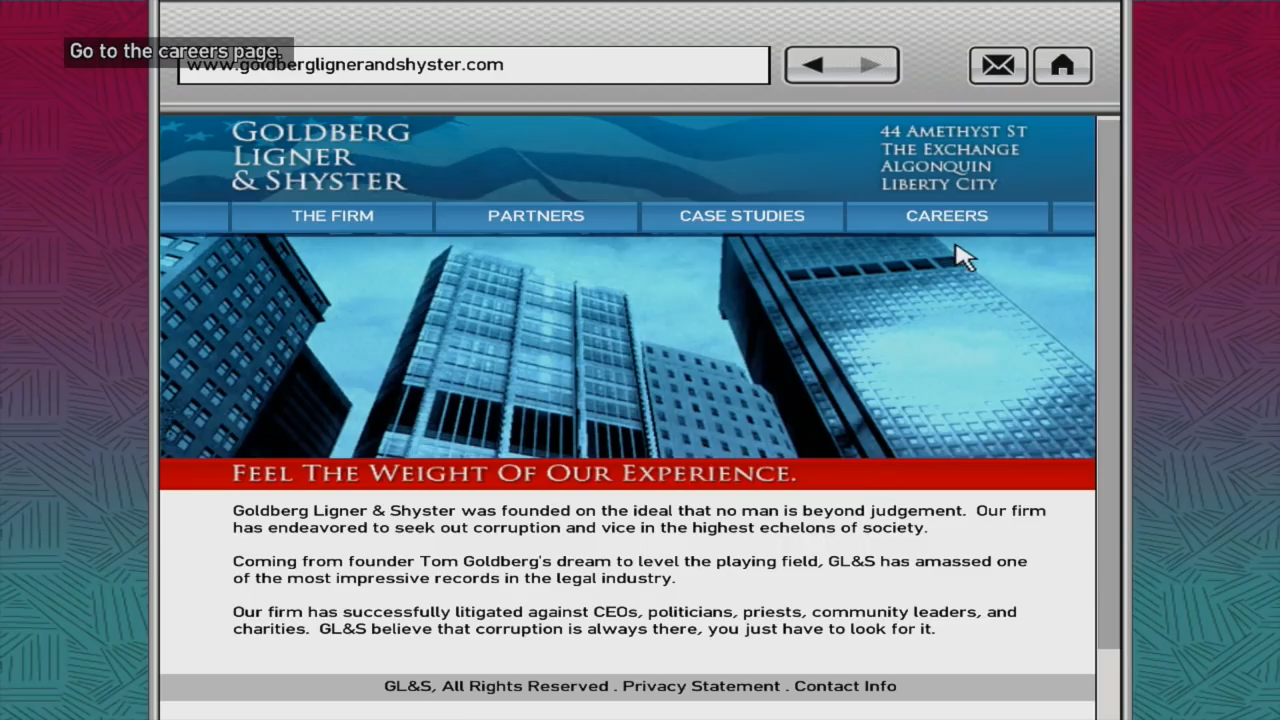 Go to the careers page.
www.goldberglignerandshyster.com
GOLDBERG
LIGNER
& SHYSTER
44 AMETHYST ST
THE EXCHANGE
ALGONQUIN
LIBERTY CITY
THE FIRM PARTNERS CASE STUDIES CAREERS
FEEL THE WEIGHT OF OUR EXPERIENCE.
Goldberg Ligner & Shyster was founded on the ideal that no man is beyond judgement. Our firm
has endeavored to seek out corruption and vice in the highest echelons of society.
Coming from founder Tom Goldberg's dream to level the playing field, GL&S has amassed one
of the most impressive records in the legal industry.
Our firm has successfully litigated against CEOs, politicians, priests, community leaders, and
charities. GL&S believe that corruption is always there, you just have to look for it.
GL&S, All Rights Reserved . Privacy Statement . Contact Info